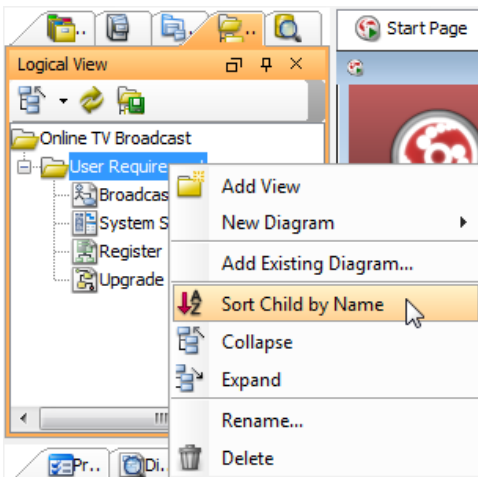 Start Page
Logical View
Online TV Broadcast
User Require
Broadcas
System S
Register
Upgrade
Add View
New Diagram
Add Existing Diagram...
Sort Child by Name
Collapse
Expand
Rename...
Delete
Pr..
Di..